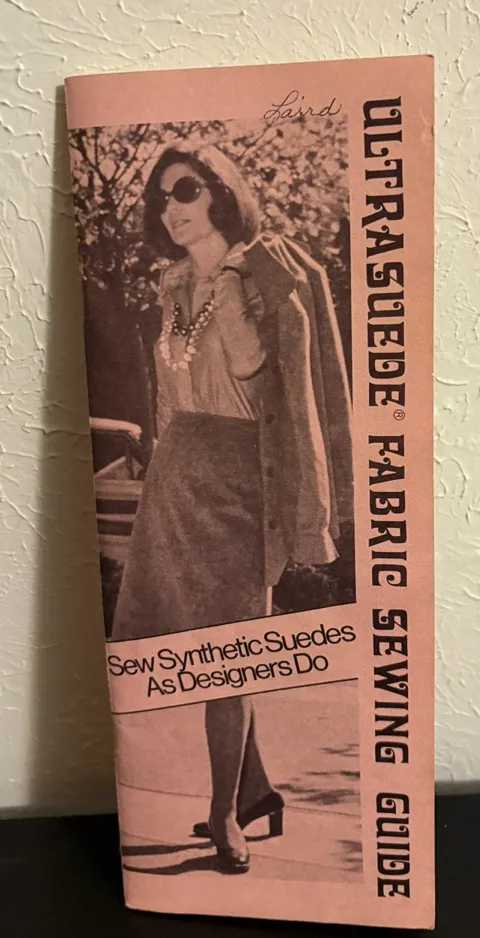 Laird
ULTRASUEDE® FABRIC SEWING GUIDE
Sew Synthetic Suedes
As Designers Do